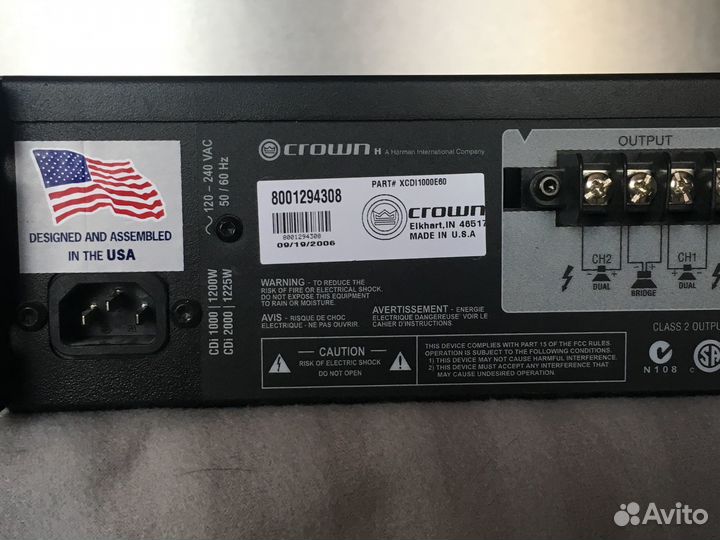 DESIGNED AND ASSEMBLED
IN THE USA
120 – 240 VAC
50 / 60 Hz
CDi 1000 | 1200W
CDi 2000 | 1225W
crown H A Harman International Company
PART# XCDI1000E60
8001294308
8001294308
09/19/2006
crown
Elkhart,IN 46517
MADE IN U.S.A
WARNING - TO REDUCE THE
RISK OF FIRE OR ELECTRICAL SHOCK,
DO NOT EXPOSE THIS EQUIPMENT
TO RAIN OR MOISTURE
AVIS - RISQUE DE CHOC
ELECTRIQUE - NE PAS OUVRIR.
AVERTISSEMENT - ENERGIE
ELECTRIQUE DANGEREUSE' VOIR LE
CAHIER D'INSTRUCTIONS.
CAUTION
RISK OF ELECTRIC SHOCK
DO NOT OPEN
THIS DEVICE COMPLIES WITH PART 15 OF THE FCC RULES.
OPERATION IS SUBJECT TO THE FOLLOWING CONDITIONS:
1) THIS DEVICE MAY NOT CAUSE HARMFUL INTERFERENCE.
2) THIS DEVICE MUST ACCEPT ANY INTERFERENCE THAT
MAY CAUSE UNDESIRED OPERATION.
OUTPUT
CH2
DUAL
BRIDGE
CH1
DUAL
CLASS 2 OUTPU
N108
C SA
Avito